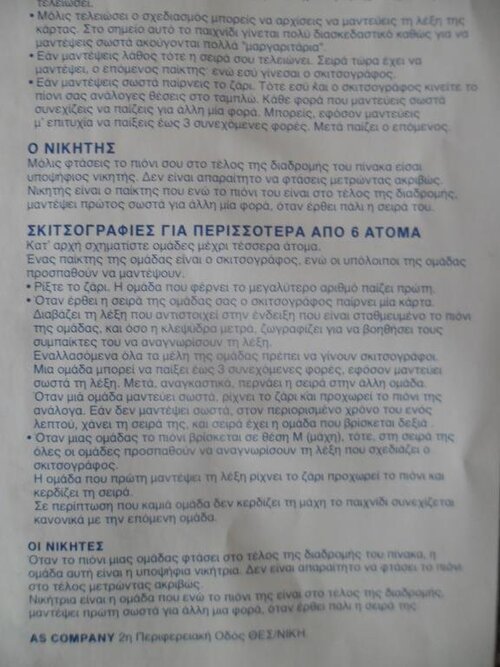 τελειώσει.
• Μόλις τελειώσει ο σχεδιασμός μπορείς να αρχίσεις να μαντεύεις τη λέξη της
κάρτας. Στο σημείο αυτό το παιχνίδι γίνεται πολύ διασκεδαστικό καθώς για να
μαντέψεις σωστά ακούγονται πολλά "μαργαριτάρια".
• Εάν μαντέψεις λάθος τότε η σειρά σου τελειώνει. Σειρά τώρα έχει να
μαντέψει, ο επόμενος παίκτης· ενώ εσύ γίνεσαι ο σκιτσογράφος.
• Εάν μαντέψεις σωστά παίρνεις το ζάρι. Τότε εσύ και ο σκιτσογράφος κινείτε το
πιόνι σας ανάλογες θέσεις στο ταμπλώ. Κάθε φορά που μαντεύεις σωστά
συνεχίζεις να παίζεις για άλλη μία φορά. Μπορείς, εφόσον μαντεύεις
μ' επιτυχία να παίξεις έως 3 συνεχόμενες φορές. Μετά παίζει ο επόμενος.
Ο ΝΙΚΗΤΗΣ
Μόλις φτάσεις το πιόνι σου στο τέλος της διαδρομής του πίνακα είσαι
υποψήφιος νικητής. Δεν είναι απαραίτητο να φτάσεις μετρώντας ακριβώς.
Νικητής είναι ο παίκτης που ενώ το πιόνι του είναι στο τέλος της διαδρομής,
μαντέψει πρώτος σωστά για άλλη μία φορά, όταν έρθει πάλι η σειρά του.
ΣΚΙΤΣΟΓΡΑΦΙΕΣ ΓΙΑ ΠΕΡΙΣΣΟΤΕΡΑ ΑΠΟ 6 ΑΤΟΜΑ
Κατ' αρχή σχηματίστε ομάδες μέχρι τέσσερα άτομα.
Ένας παίκτης της ομάδας είναι ο σκιτσογράφος, ενώ οι υπόλοιποι της ομάδας
προσπαθούν να μαντέψουν.
• Ρίξτε το ζάρι. Η ομάδα που φέρνει το μεγαλύτερο αριθμό παίζει πρώτη.
• Όταν έρθει η σειρά της ομάδας σας ο σκιτσογράφος παίρνει μία κάρτα.
Διαβάζει τη λέξη που αντιστοιχεί στην ένδειξη που είναι σταθμευμένο το πιόνι
της ομάδας, και όσο η κλεψύδρα μετρά, ζωγραφίζει για να βοηθήσει τους
συμπαίκτες του να αναγνωρίσουν τη λέξη.
Εναλλασόμενα όλα τα μέλη της ομάδας πρέπει να γίνουν σκιτσογράφοι.
Μια ομάδα μπορεί να παίξει έως 3 συνεχόμενες φορές, εφόσον μαντεύει
σωστά τη λέξη. Μετά, αναγκαστικά, περνάει η σειρά στην άλλη ομάδα.
Όταν μιά ομάδα μαντέψει σωστά, ρίχνει το ζάρι και προχωρεί το πιόνι της
ανάλογα. Εάν δεν μαντέψει σωστά, στον περιορισμένο χρόνο του ενός
λεπτού, χάνει τη σειρά της, και σειρά έχει η ομάδα που βρίσκεται δεξιά.
• Όταν μιας ομάδας το πιόνι βρίσκεται σε θέση Μ (μάχη), τότε, στη σειρά της
όλες οι ομάδες προσπαθούν να αναγνωρίσουν τη λέξη που σχεδιάζει ο
σκιτσογράφος.
Η ομάδα που πρώτη μαντέψει τη λέξη ρίχνει το ζάρι προχωρεί το πιόνι και
κερδίζει τη σειρά.
Σε περίπτωση που καμιά ομάδα δεν κερδίζει τη μάχη το παιχνίδι συνεχίζεται
κανονικά με την επόμενη ομάδα.
ΟΙ ΝΙΚΗΤΕΣ
Όταν το πιόνι μιας ομάδας φτάσει στο τέλος της διαδρομής του πίνακα, η
ομάδα αυτή είναι η υποψήφια νικήτρια. Δεν είναι απαραίτητο να φτάσει το πιόνι
στο τέλος μετρώντας ακριβώς.
Νικήτρια είναι η ομάδα που ενώ το πιόνι της είναι στο τέλος της διαδρομής,
μαντέψει πρώτη σωστά για άλλη μία φορά, όταν έρθει πάλι η σειρά της
AS COMPANY 2η Περιφερειακή Οδός ΘΕΣ/ΝΙΚΗ.